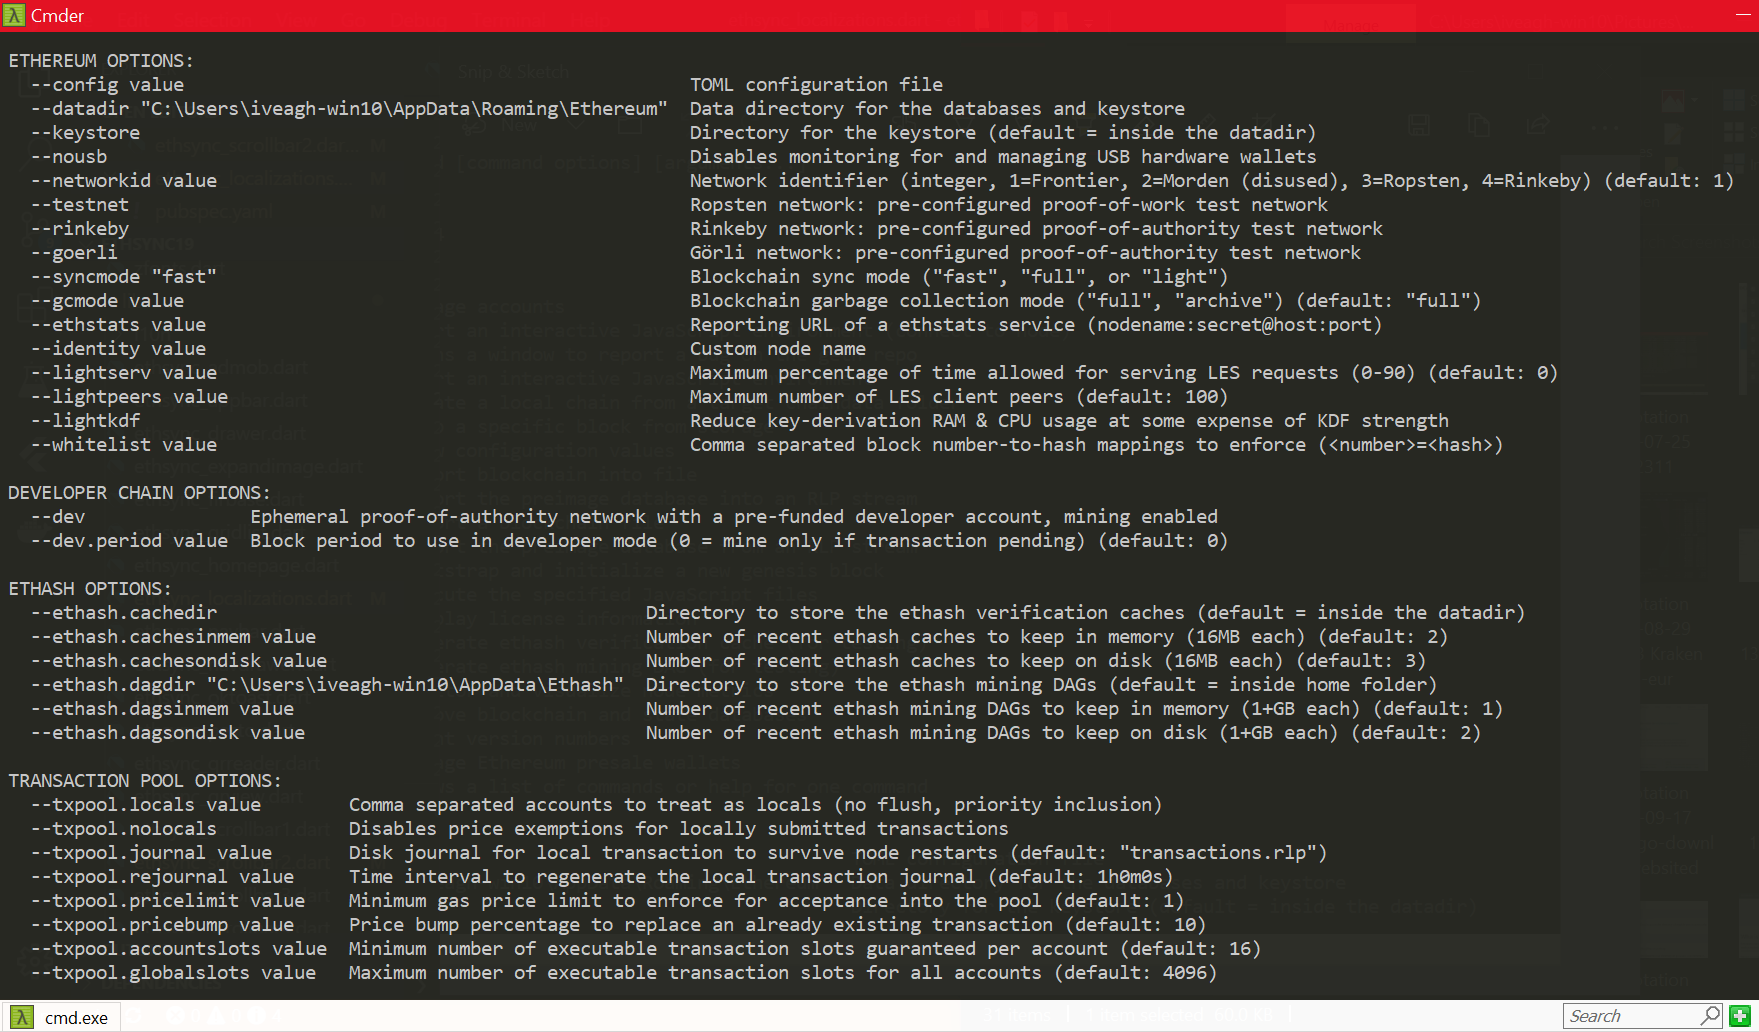 Cmder
ETHEREUM OPTIONS:
--config value TOML configuration file
--datadir "C:\Users\iveagh-win10\AppData\Roaming\Ethereum" Data directory for the databases and keystore
--keystore Directory for the keystore (default = inside the datadir)
--nousb Disables monitoring for and managing USB hardware wallets
--networkid value Network identifier (integer, 1=Frontier, 2=Morden (disused), 3=Ropsten, 4=Rinkeby) (default: 1)
--testnet Ropsten network: pre-configured proof-of-work test network
--rinkeby Rinkeby network: pre-configured proof-of-authority test network
--goerli Görli network: pre-configured proof-of-authority test network
--syncmode "fast" Blockchain sync mode ("fast", "full", or "light")
--gcmode value Blockchain garbage collection mode ("full", "archive") (default: "full")
--ethstats value Reporting URL of a ethstats service (nodename:secret@host:port)
--identity value Custom node name
--lightserv value Maximum percentage of time allowed for serving LES requests (0-90) (default: 0)
--lightpeers value Maximum number of LES client peers (default: 100)
--lightkdf Reduce key-derivation RAM & CPU usage at some expense of KDF strength
--whitelist value Comma separated block number-to-hash mappings to enforce (<number>=<hash>)
DEVELOPER CHAIN OPTIONS:
--dev Ephemeral proof-of-authority network with a pre-funded developer account, mining enabled
--dev.period value Block period to use in developer mode (0 = mine only if transaction pending) (default: 0)
ETHASH OPTIONS:
--ethash.cachedir Directory to store the ethash verification caches (default = inside the datadir)
--ethash.cachesinmem value Number of recent ethash caches to keep in memory (16MB each) (default: 2)
--ethash.cachesondisk value Number of recent ethash caches to keep on disk (16MB each) (default: 3)
--ethash.dagdir "C:\Users\iveagh-win10\AppData\Ethash" Directory to store the ethash mining DAGs (default = inside home folder)
--ethash.dagsinmem value Number of recent ethash mining DAGs to keep in memory (1+GB each) (default: 1)
--ethash.dagsondisk value Number of recent ethash mining DAGs to keep on disk (1+GB each) (default: 2)
TRANSACTION POOL OPTIONS:
--txpool.locals value Comma separated accounts to treat as locals (no flush, priority inclusion)
--txpool.nolocals Disables price exemptions for locally submitted transactions
--txpool.journal value Disk journal for local transaction to survive node restarts (default: "transactions.rlp")
--txpool.rejournal value Time interval to regenerate the local transaction journal (default: 1h0m0s)
--txpool.pricelimit value Minimum gas price limit to enforce for acceptance into the pool (default: 1)
--txpool.pricebump value Price bump percentage to replace an already existing transaction (default: 10)
--txpool.accountslots value Minimum number of executable transaction slots guaranteed per account (default: 16)
--txpool.globalslots value Maximum number of executable transaction slots for all accounts (default: 4096)
cmd.exe
Search